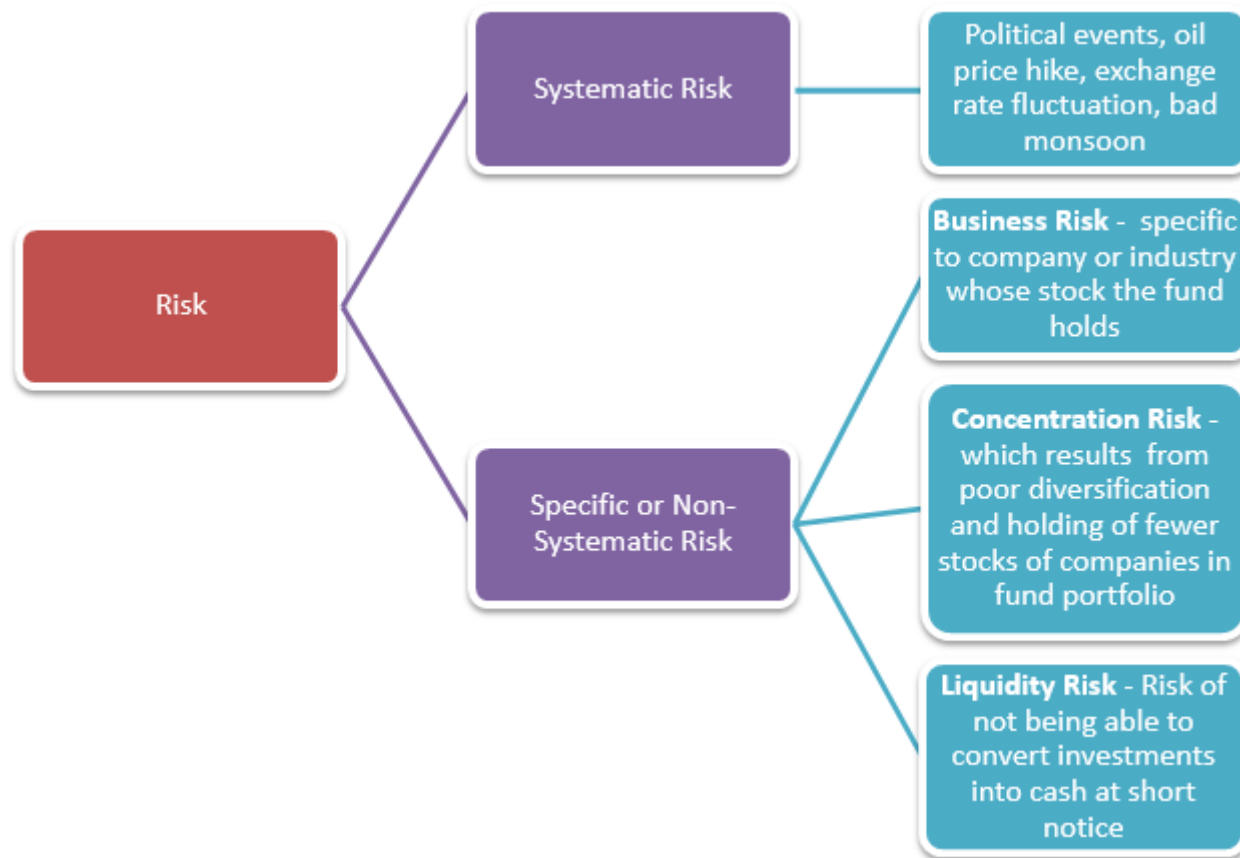 Risk
Systematic Risk
Political events, oil
price hike, exchange
rate fluctuation, bad
monsoon
Specific or Non-
Systematic Risk
Business Risk -  specific
to company or industry
whose stock the fund
holds
Concentration Risk -
which results  from
poor diversification
and holding of fewer
stocks of companies in
fund portfolio
Liquidity Risk - Risk of
not being able to
convert investments
into cash at short
notice